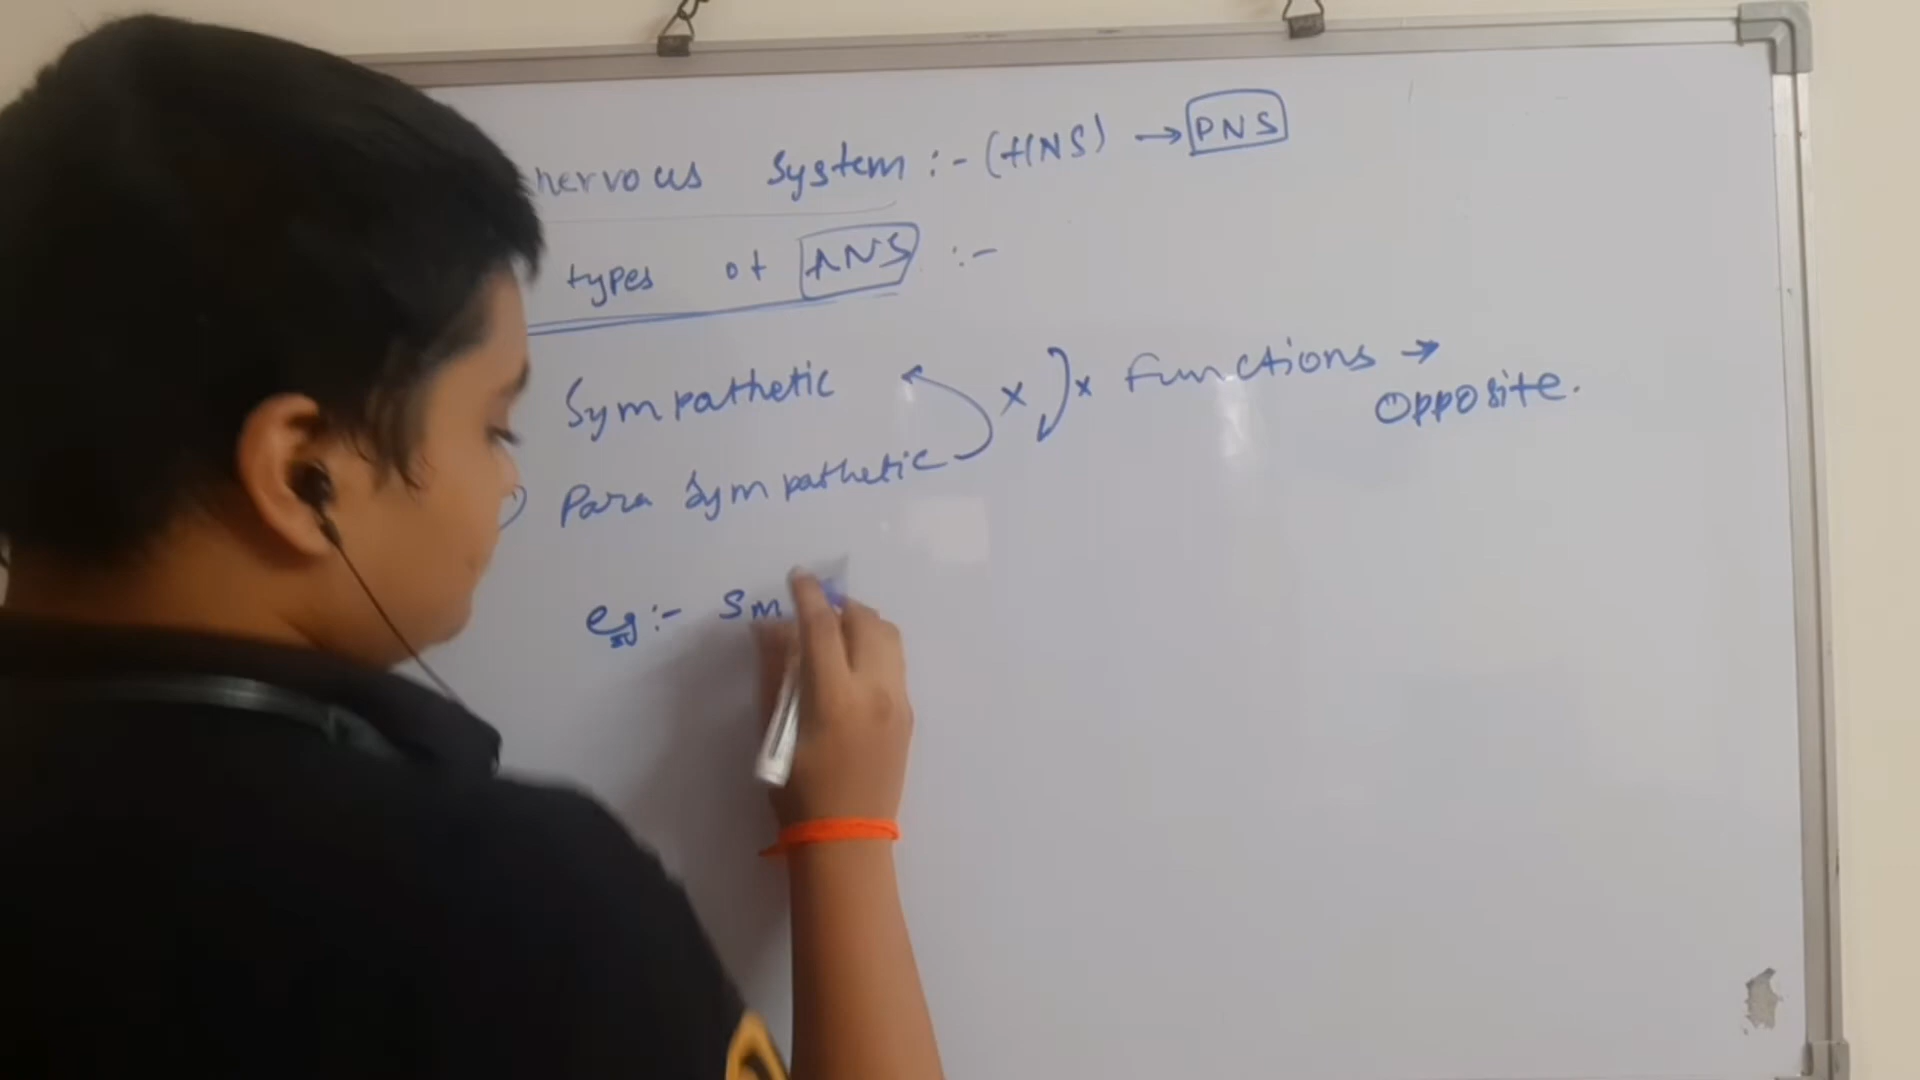 nervous System :- (ANS) → PNS
types of ANS :-
Sympathetic
x x functions →
Opposite.
Para Sympathetic
eg :- Sm